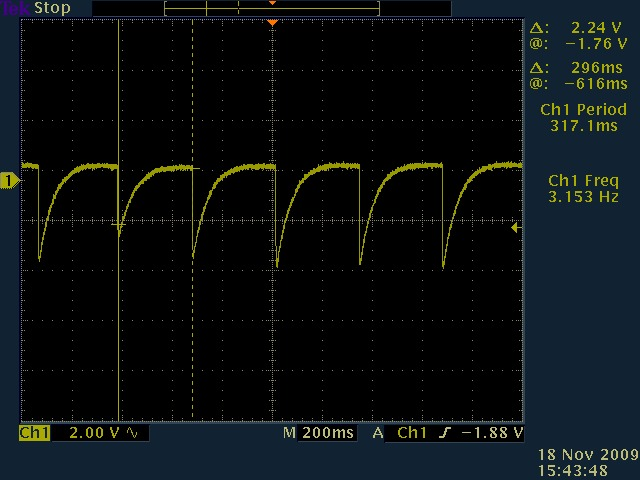 Tek Stop
Δ: 2.24 V
@: −1.76 V
Δ: 296ms
@: −616ms
Ch1 Period
317.1ms
Ch1 Freq
3.153 Hz
1
Ch1 2.00 V ∿ M 200ms A Ch1 ƒ −1.88 V
18 Nov 2009
15:43:48